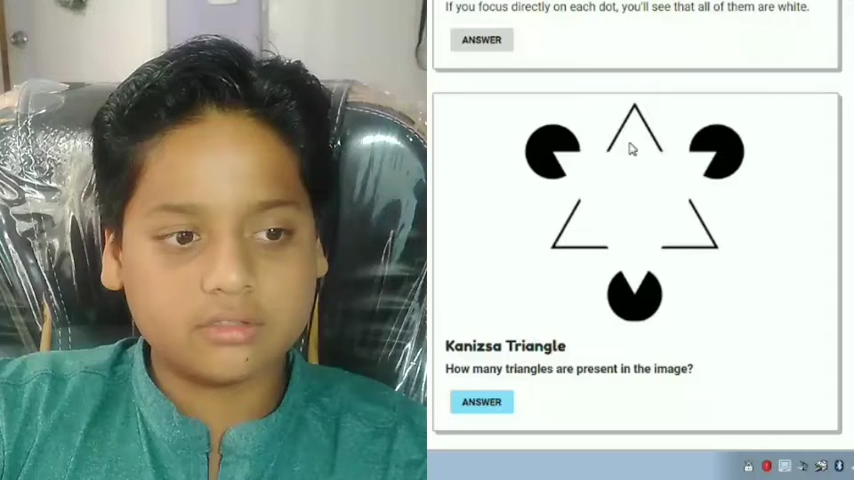 If you focus directly on each dot, you'll see that all of them are white.
ANSWER
Kanizsa Triangle
How many triangles are present in the image?
ANSWER